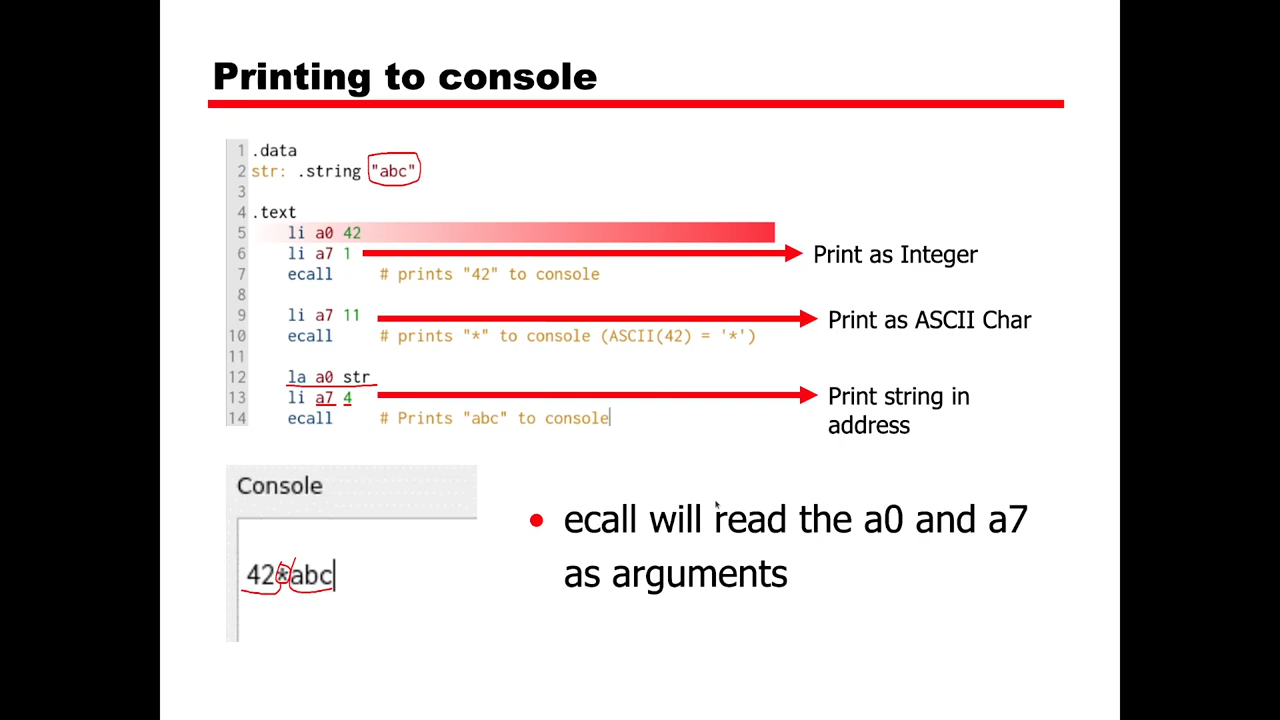 Printing to console
1 .data
2 str: .string "abc"
3
4 .text
5 li a0 42
6 li a7 1
Print as Integer
7 ecall # prints "42" to console
8
9 li a7 11
Print as ASCII Char
10 ecall # prints "*" to console (ASCII(42) = '*')
11
12 la a0 str
13 li a7 4
Print string in
address
14 ecall # Prints "abc" to console
Console
42*abc
• ecall will read the a0 and a7
as arguments